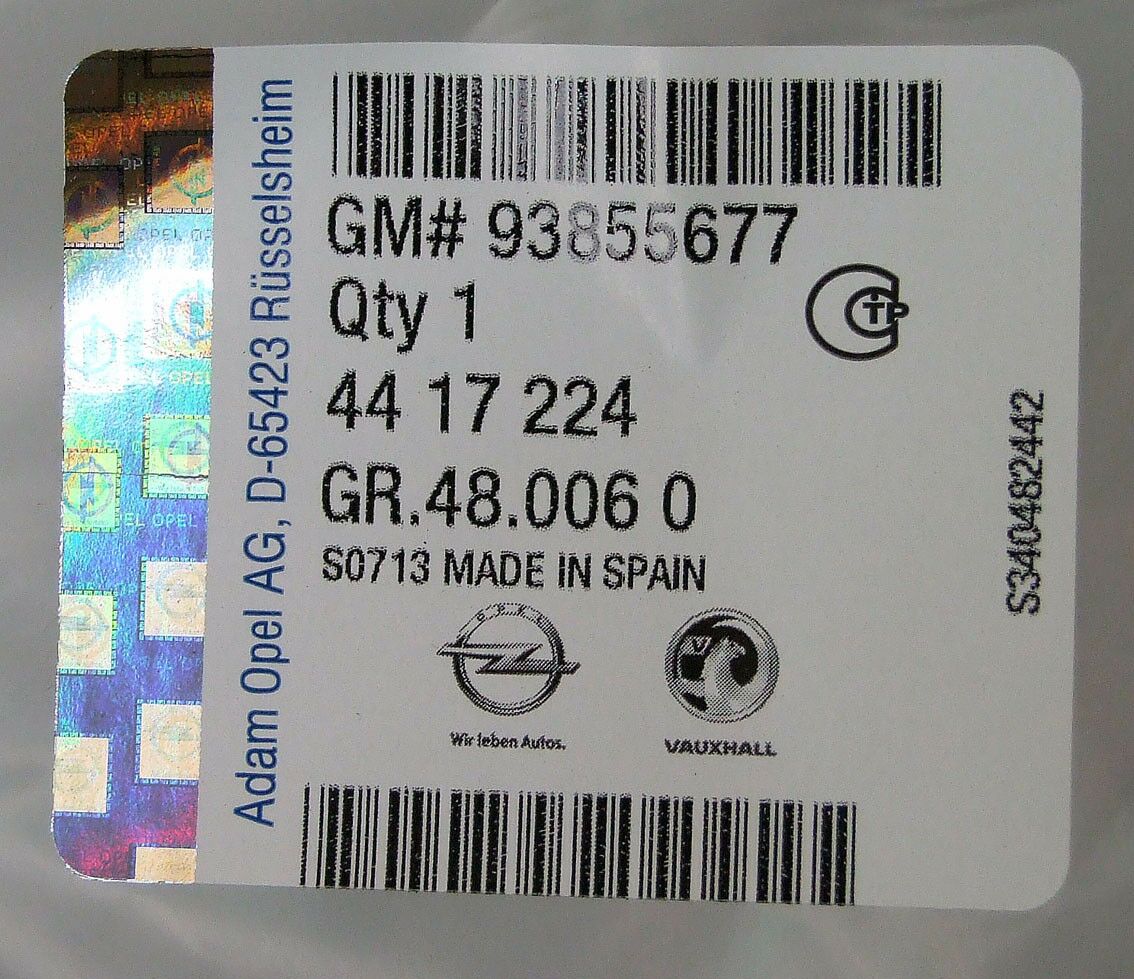 Adam Opel AG, D-65423 Rüsselsheim
GM# 93855677
Qty 1
44 17 224
GR.48.006 0
S0713 MADE IN SPAIN
S340482442
OPEL
Wir leben Autos.
VAUXHALL